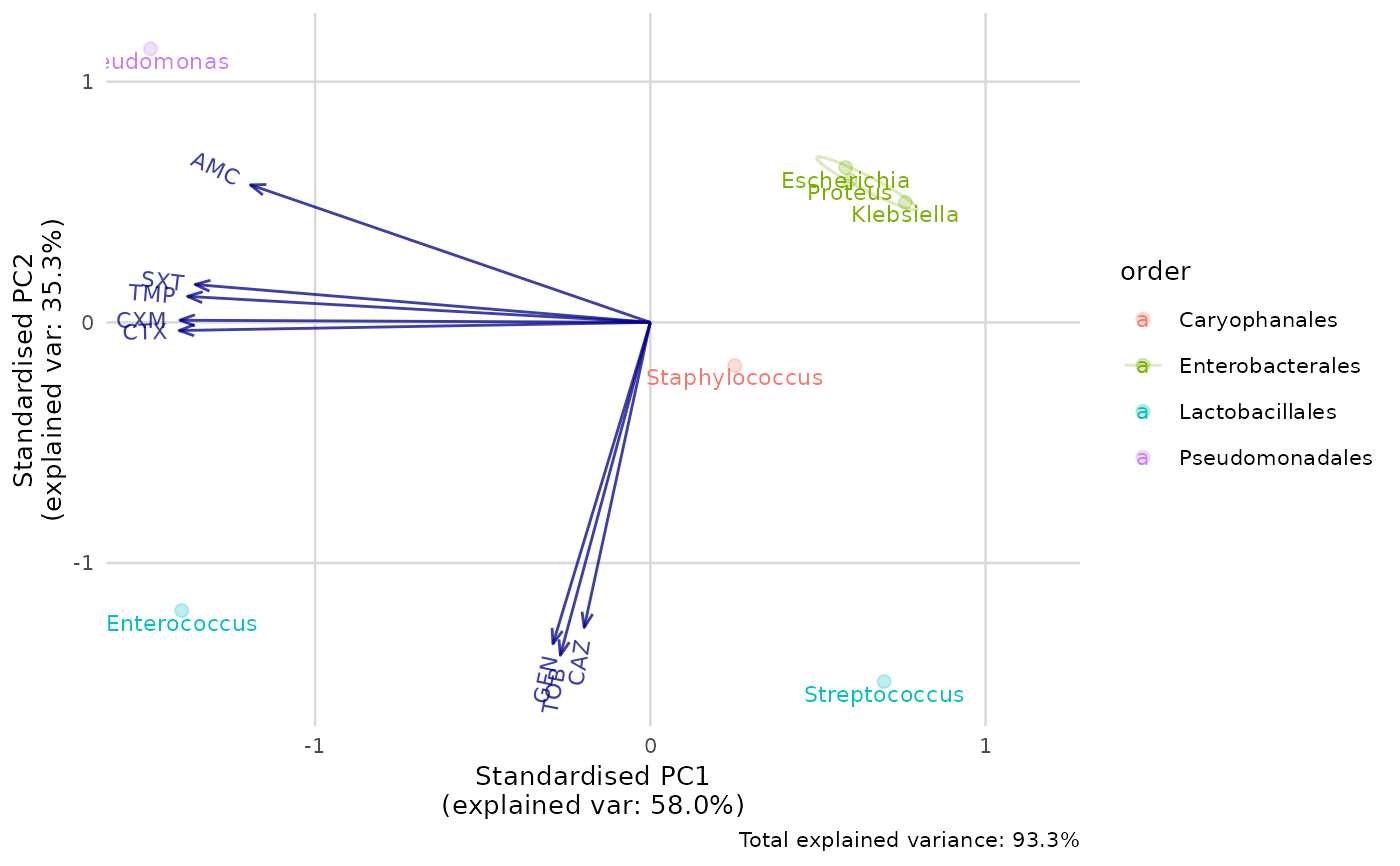 eudomonas
1
AMC
Escherichia
Proteus
Klebsiella
SXT
TMP
CXM
CTX
0
Staphylococcus
-1
Enterococcus
GEN
TOB
CAZ
Streptococcus
-1
0
1
Standardised PC1
(explained var: 58.0%)
Standardised PC2
(explained var: 35.3%)
order
a Caryophanales
a Enterobacterales
a Lactobacillales
a Pseudomonadales
Total explained variance: 93.3%